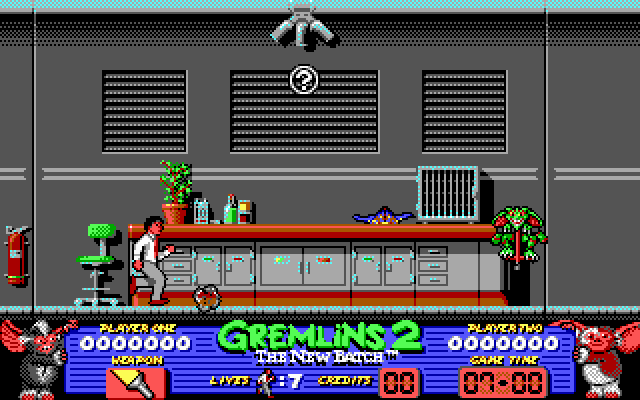 ?
PLAYER ONE
0000000
WEAPON
GREMLINS 2
THE NEW BATCH™
LIVES :7 CREDITS 00
PLAYER TWO
0000000
GAME TIME
07-00